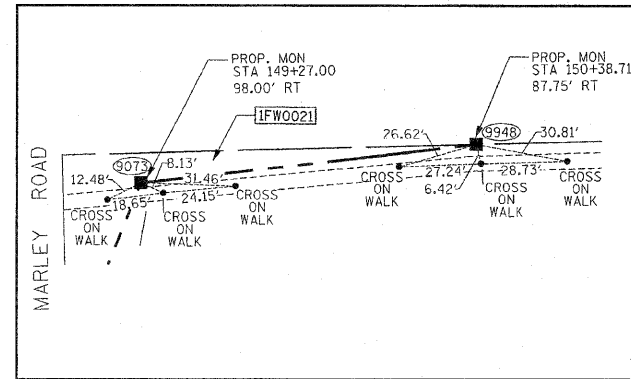 PROP. MON
STA 149+27.00
98.00' RT
PROP. MON
STA 150+38.71
87.75' RT
1FW0021
26.62'
9948
30.81'
9073
8.13'
12.48'
31.46'
27.24'
28.73'
6.42'
18.65'
24.15'
CROSS
ON
WALK
CROSS
ON
WALK
CROSS
ON
WALK
CROSS
ON
WALK
CROSS
ON
WALK
CROSS
ON
WALK
MARLEY ROAD